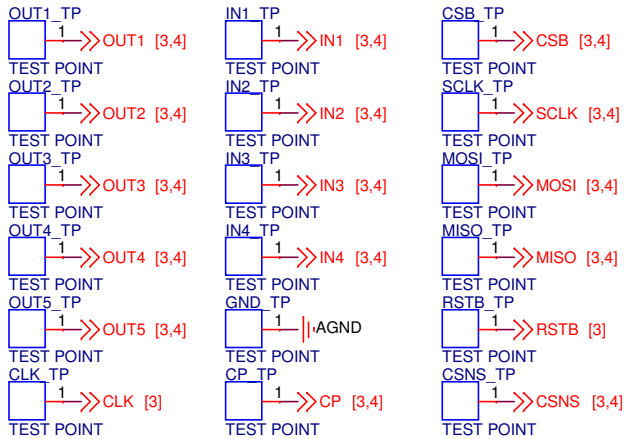 OUT1_TP IN1_TP CSB_TP
1 OUT1 [3,4] 1 IN1 [3,4] 1 CSB [3,4]
TEST POINT TEST POINT TEST POINT
OUT2_TP IN2_TP SCLK_TP
1 OUT2 [3,4] 1 IN2 [3,4] 1 SCLK [3,4]
TEST POINT TEST POINT TEST POINT
OUT3_TP IN3_TP MOSI_TP
1 OUT3 [3,4] 1 IN3 [3,4] 1 MOSI [3,4]
TEST POINT TEST POINT TEST POINT
OUT4_TP IN4_TP MISO_TP
1 OUT4 [3,4] 1 IN4 [3,4] 1 MISO [3,4]
TEST POINT TEST POINT TEST POINT
OUT5_TP GND_TP RSTB_TP
1 OUT5 [3,4] 1 AGND 1 RSTB [3]
TEST POINT TEST POINT TEST POINT
CLK_TP CP_TP CSNS_TP
1 CLK [3] 1 CP [3,4] 1 CSNS [3,4]
TEST POINT TEST POINT TEST POINT